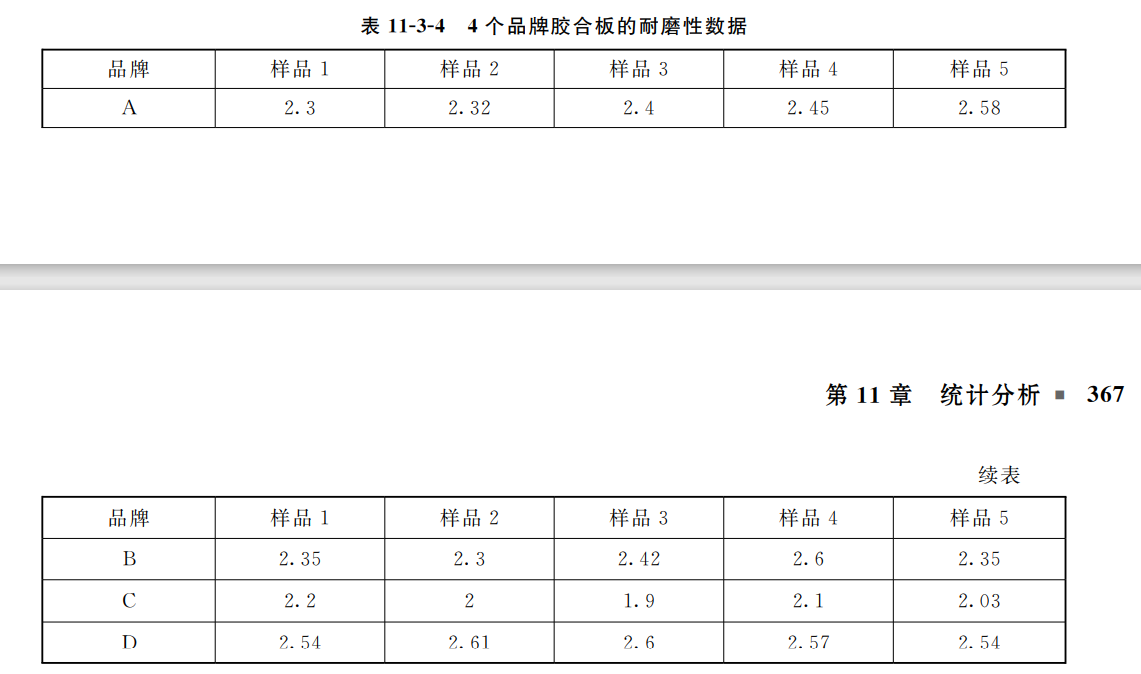 表 11-3-4 4 个品牌胶合板的耐磨性数据
品牌 样品 1 样品 2 样品 3 样品 4 样品 5
A 2.3 2.32 2.4 2.45 2.58
第 11 章 统计分析 ■ 367
续表
品牌 样品 1 样品 2 样品 3 样品 4 样品 5
B 2.35 2.3 2.42 2.6 2.35
C 2.2 2 1.9 2.1 2.03
D 2.54 2.61 2.6 2.57 2.54